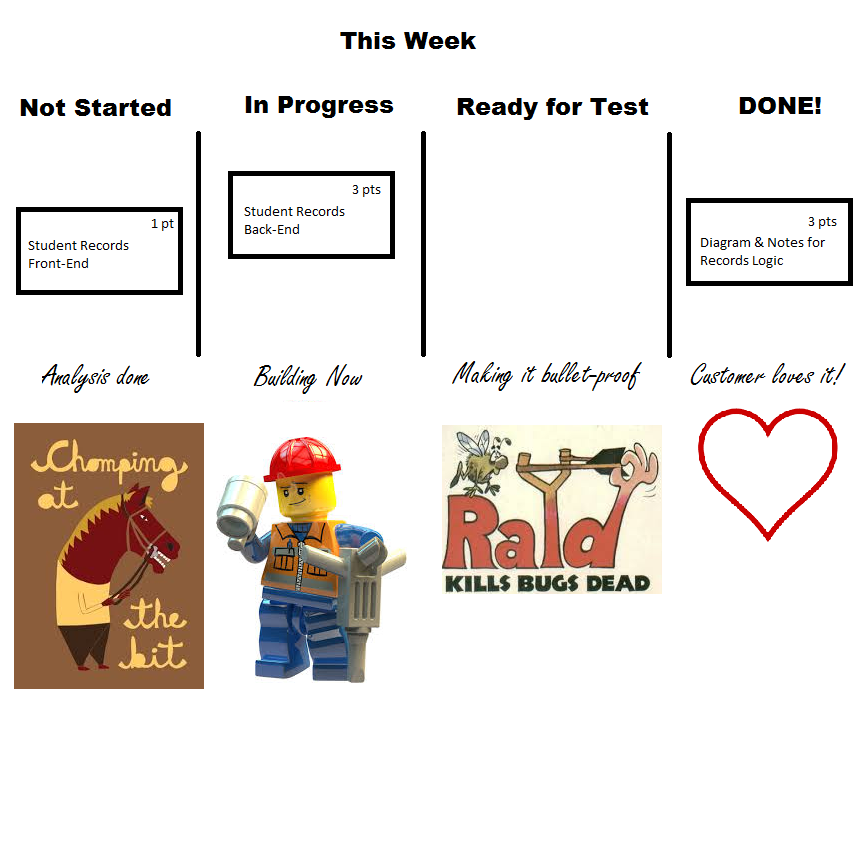 This Week
Not Started
In Progress
Ready for Test
DONE!
1 pt
Student Records
Front-End
3 pts
Student Records
Back-End
3 pts
Diagram & Notes for
Records Logic
Analysis done
Building Now
Making it bullet-proof
Customer loves it!
Chomping
at
the
bit
Raid
KILLS BUGS DEAD